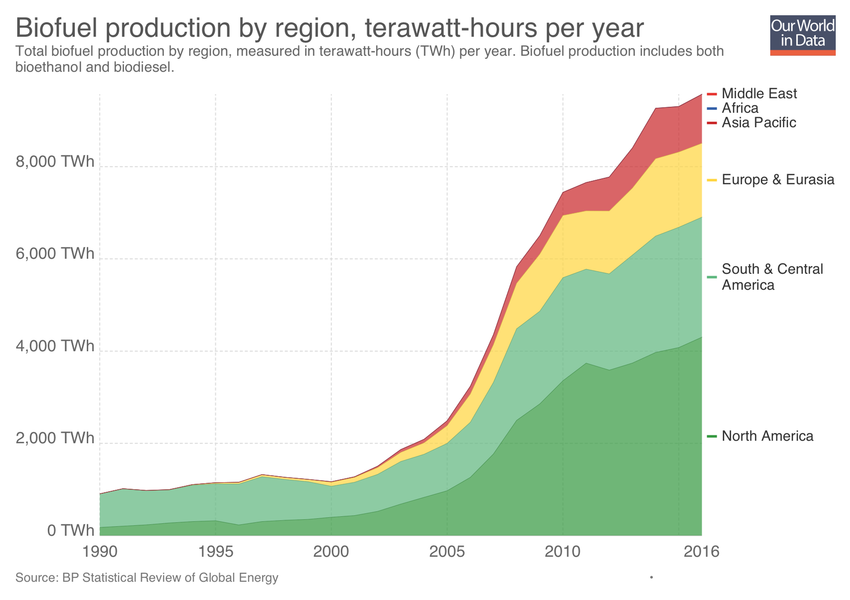 Biofuel production by region, terawatt-hours per year
Total biofuel production by region, measured in terawatt-hours (TWh) per year. Biofuel production includes both
bioethanol and biodiesel.
Our World
in Data
Middle East
Africa
Asia Pacific
8,000 TWh
Europe & Eurasia
6,000 TWh
South & Central
America
4,000 TWh
2,000 TWh
North America
0 TWh
1990
1995
2000
2005
2010
2016
Source: BP Statistical Review of Global Energy